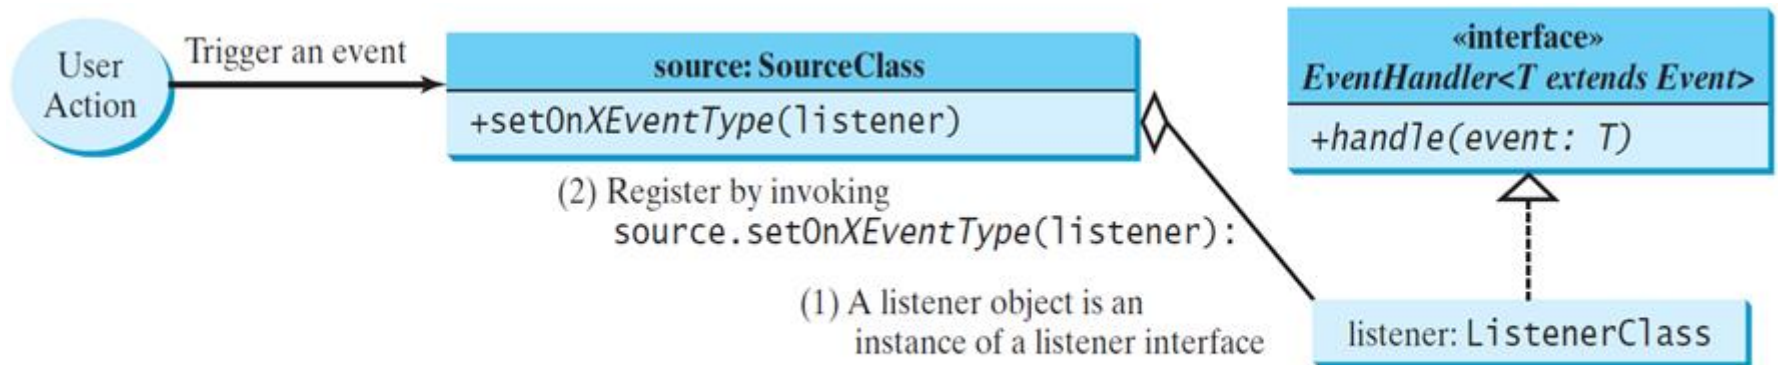 User
Action
Trigger an event
source: SourceClass
+setOnXEventType(listener)
(2) Register by invoking
source.setOnXEventType(listener):
(1) A listener object is an
instance of a listener interface
«interface»
EventHandler<T extends Event>
+handle(event: T)
listener: ListenerClass